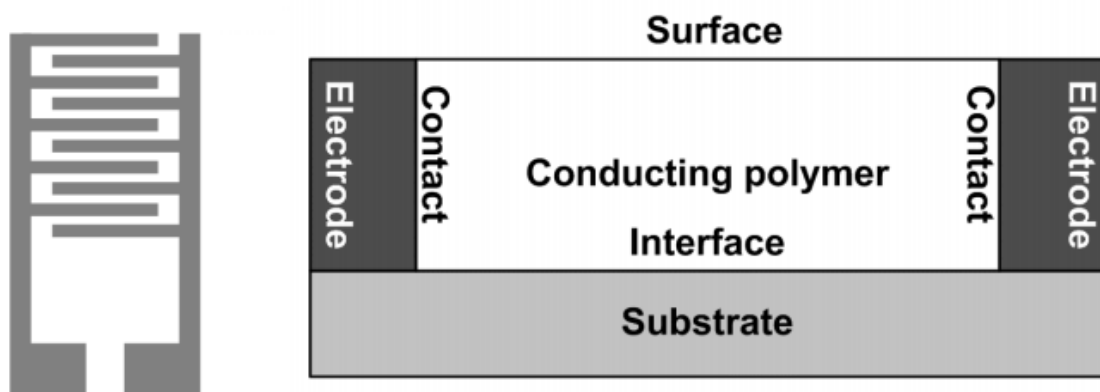 Surface
Electrode
Contact
Conducting polymer
Interface
Contact
Electrode
Substrate